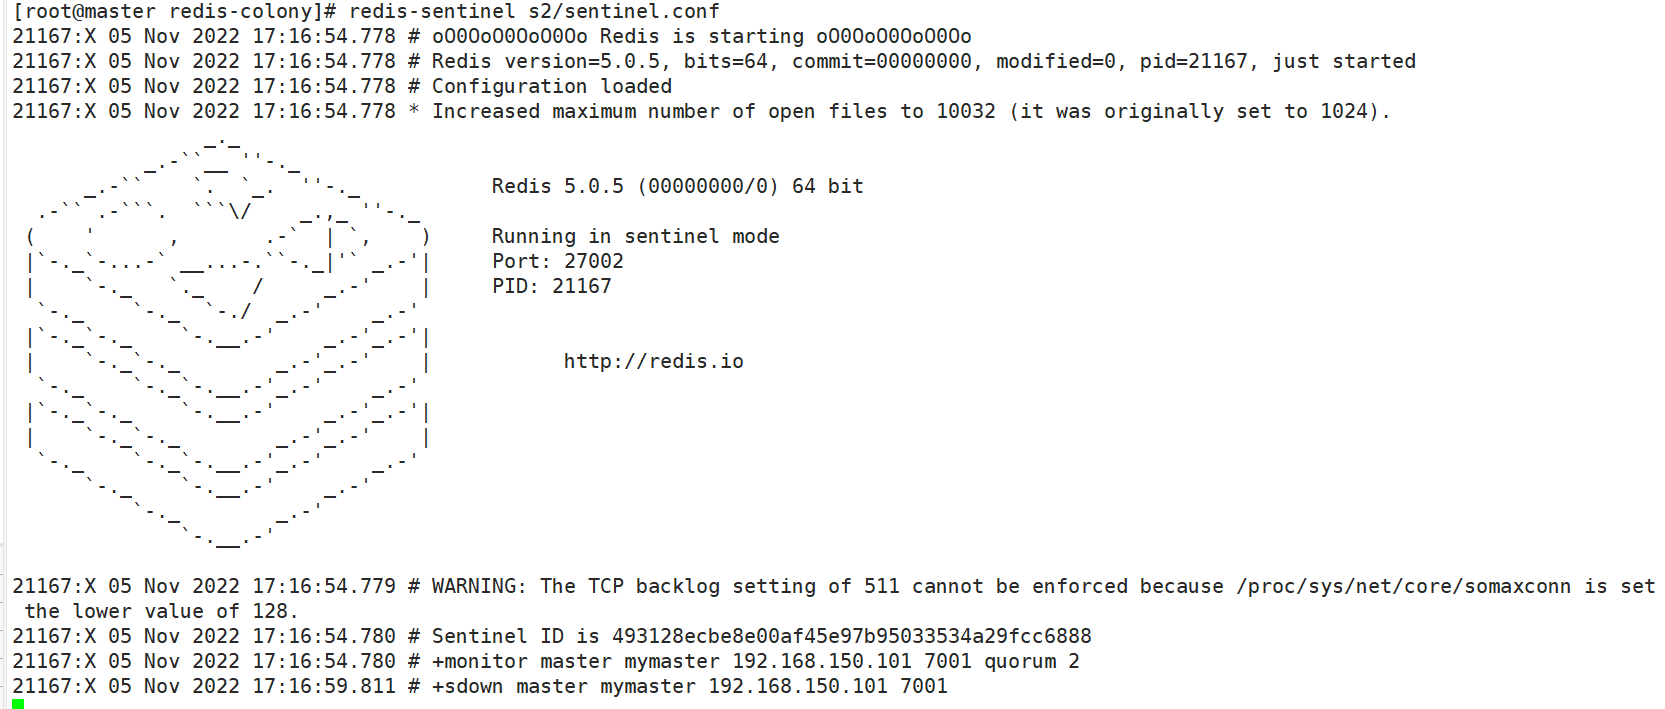 [root@master redis-colony]# redis-sentinel s2/sentinel.conf
21167:X 05 Nov 2022 17:16:54.778 # oO0OoO0OoO0Oo Redis is starting oO0OoO0OoO0Oo
21167:X 05 Nov 2022 17:16:54.778 # Redis version=5.0.5, bits=64, commit=00000000, modified=0, pid=21167, just started
21167:X 05 Nov 2022 17:16:54.778 # Configuration loaded
21167:X 05 Nov 2022 17:16:54.778 * Increased maximum number of open files to 10032 (it was originally set to 1024).
Redis 5.0.5 (00000000/0) 64 bit
Running in sentinel mode
Port: 27002
PID: 21167
http://redis.io
21167:X 05 Nov 2022 17:16:54.779 # WARNING: The TCP backlog setting of 511 cannot be enforced because /proc/sys/net/core/somaxconn is set
the lower value of 128.
21167:X 05 Nov 2022 17:16:54.780 # Sentinel ID is 493128ecbe8e00af45e97b95033534a29fcc6888
21167:X 05 Nov 2022 17:16:54.780 # +monitor master mymaster 192.168.150.101 7001 quorum 2
21167:X 05 Nov 2022 17:16:59.811 # +sdown master mymaster 192.168.150.101 7001